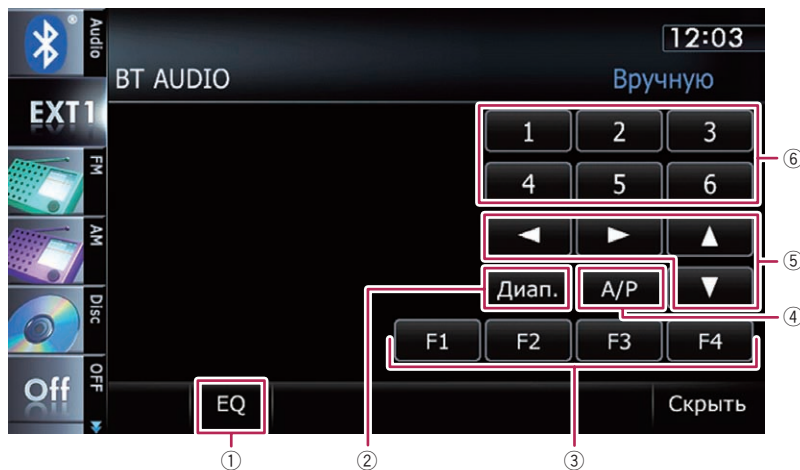 ® Audio
12:03
BT AUDIO
Вручную
EXT1
1 2 3
⑥
FM
4 5 6
AM
⑤
Диап. A/P
②
④
Disc
F1 F2 F3 F4
Off
OFF
EQ
Скрыть
① ② ③